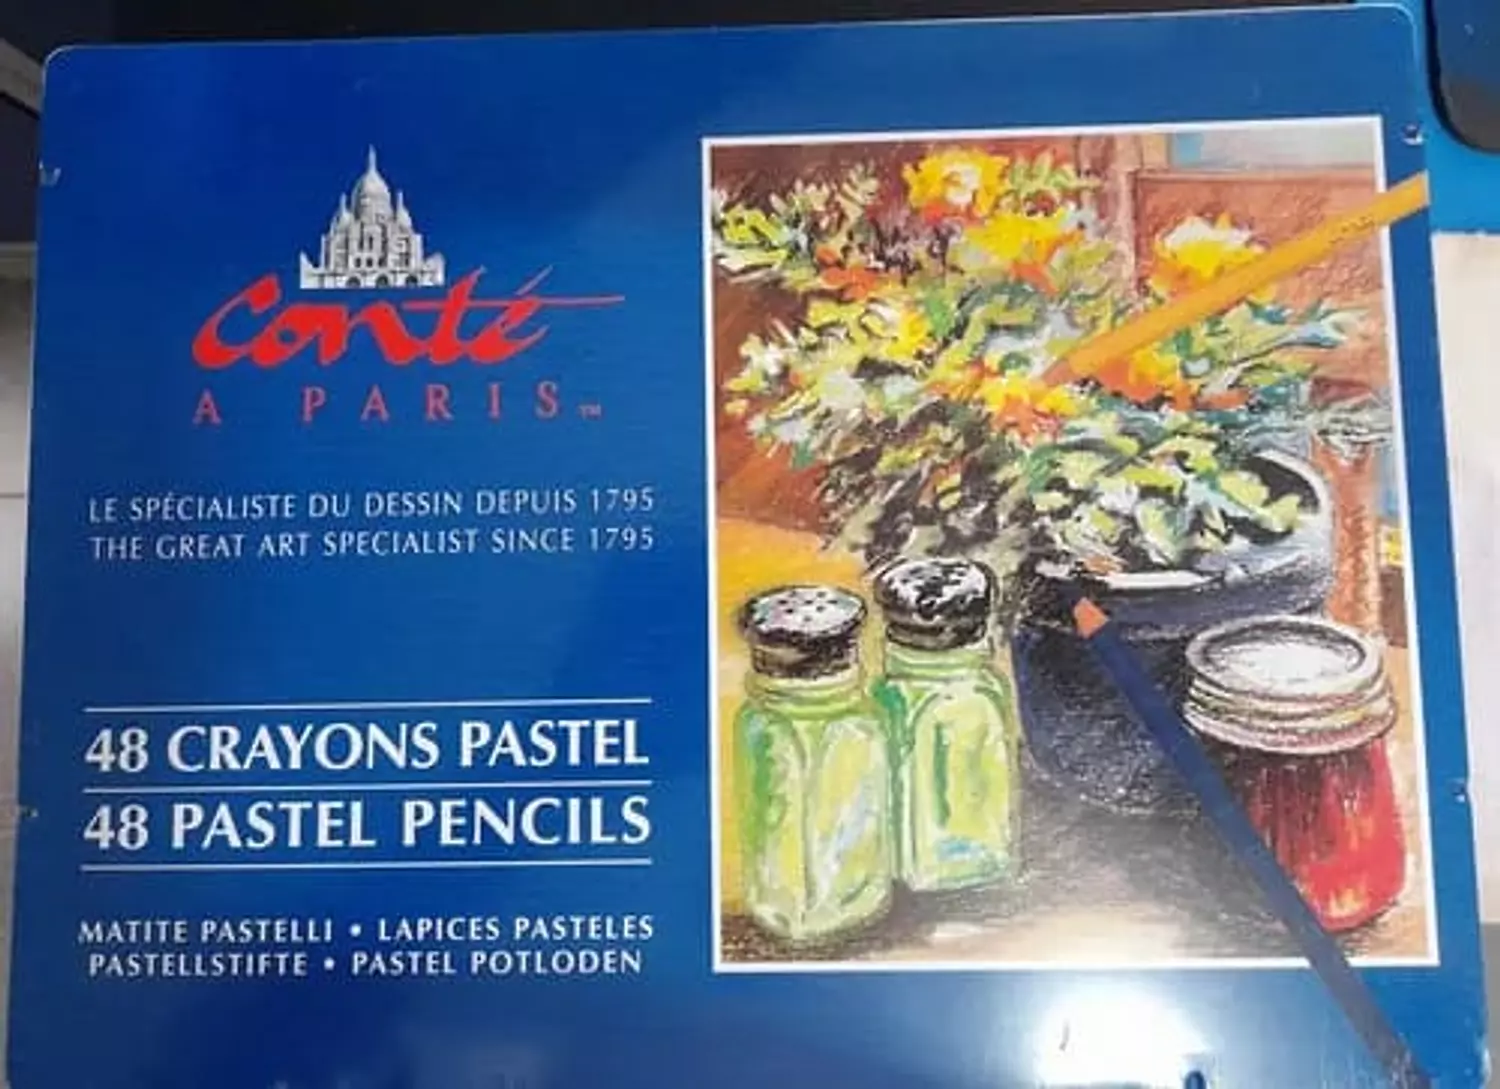 Conté
A PARIS™
LE SPÉCIALISTE DU DESSIN DEPUIS 1795
THE GREAT ART SPECIALIST SINCE 1795
48 CRAYONS PASTEL
48 PASTEL PENCILS
MATITE PASTELLI • LAPICES PASTELES
PASTELLSTIFTE • PASTEL POTLODEN